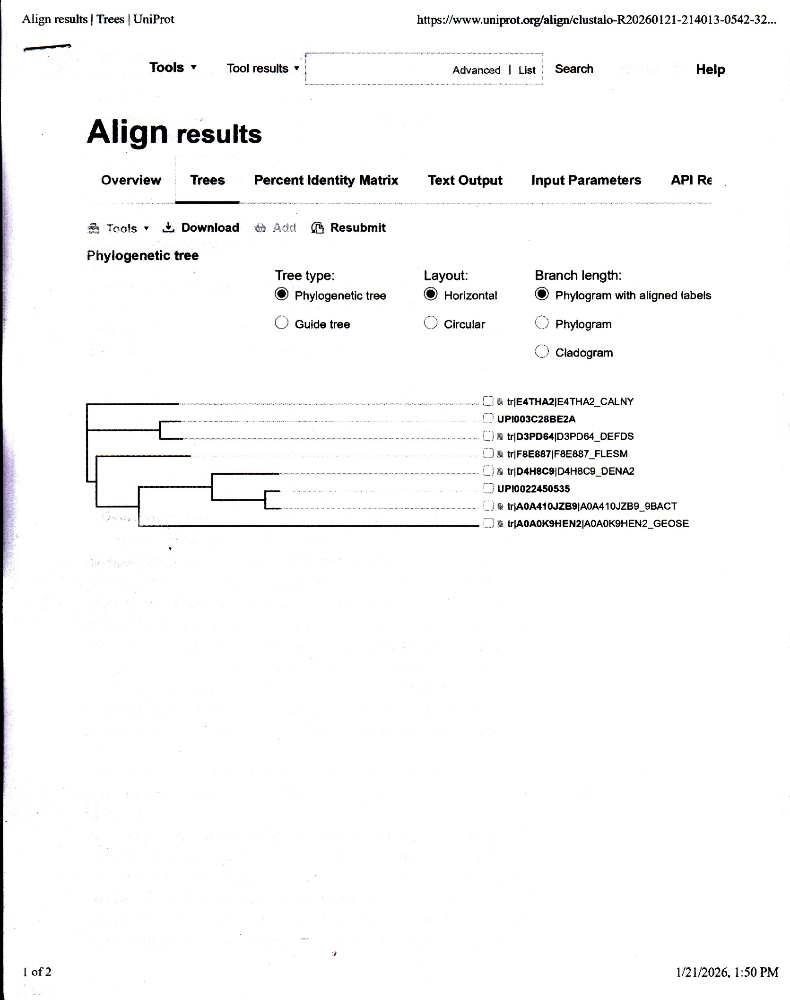 Align results | Trees | UniProt https://www.uniprot.org/align/clustalo-R20260121-214013-0542-32...
Tools ▾ Tool results ▾ Advanced | List Search Help
Align results
Overview Trees Percent Identity Matrix Text Output Input Parameters API Re
Tools ▾ Download Add Resubmit
Phylogenetic tree
Tree type: Layout: Branch length:
Phylogenetic tree Horizontal Phylogram with aligned labels
Guide tree Circular Phylogram
Cladogram
tr|E4THA2|E4THA2_CALNY
UPI003C28BE2A
tr|D3PD64|D3PD64_DEFDS
tr|F8E887|F8E887_FLESM
tr|D4H8C9|D4H8C9_DENA2
UPI0022450535
tr|A0A410JZB9|A0A410JZB9_9BACT
tr|A0A0K9HEN2|A0A0K9HEN2_GEOSE
1 of 2 1/21/2026, 1:50 PM